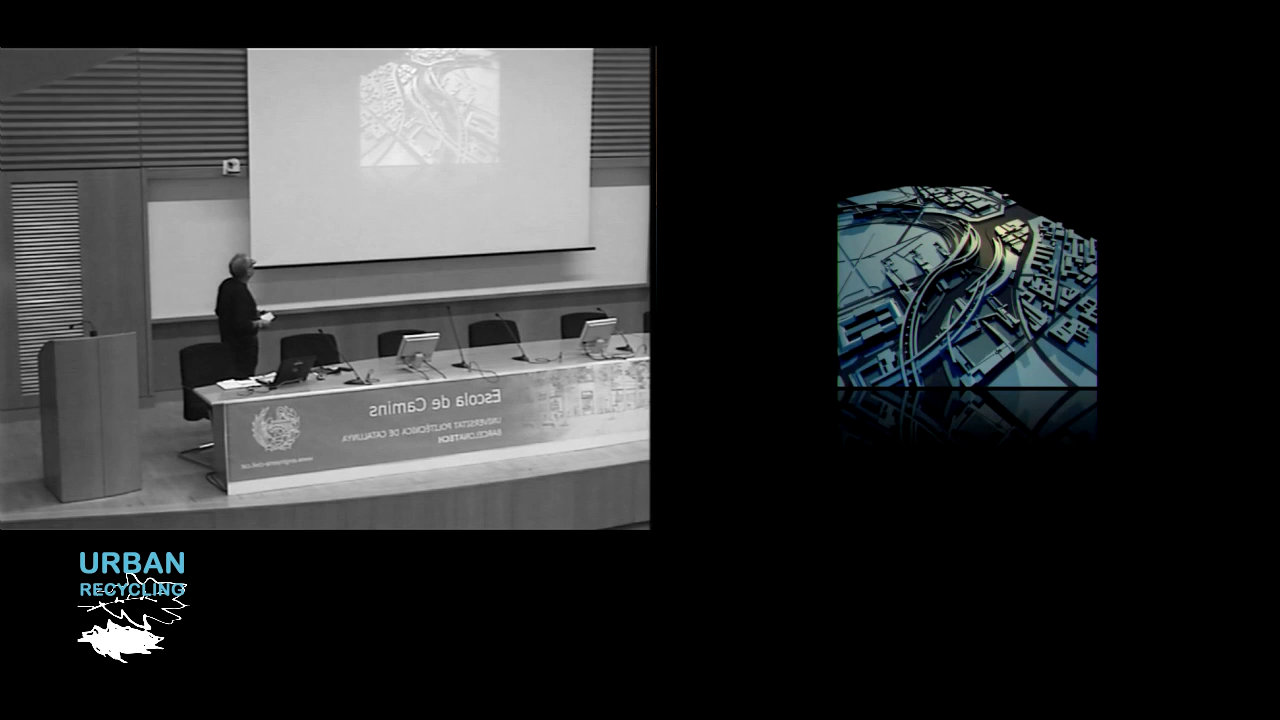 Escola de Camins
UNIVERSITAT POLITÈCNICA DE CATALUNYA
BARCELONATECH
URBAN
RECYCLING